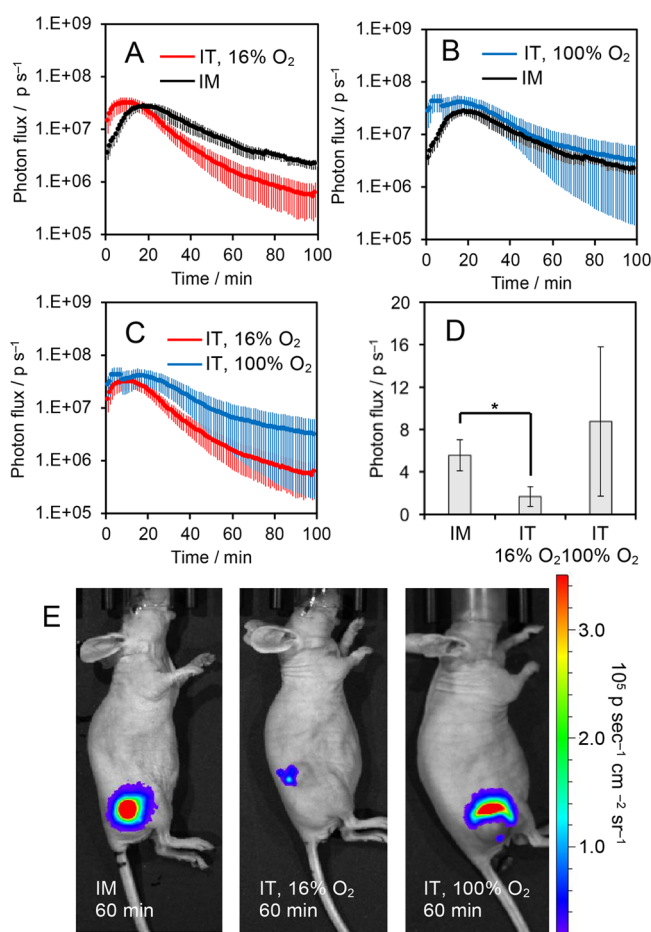 A
IT, 16% O₂
IM
Photon flux / p s⁻¹
1.E+09
1.E+08
1.E+07
1.E+06
1.E+05
0 20 40 60 80 100
Time / min
B
IT, 100% O₂
IM
Photon flux / p s⁻¹
1.E+09
1.E+08
1.E+07
1.E+06
1.E+05
0 20 40 60 80 100
Time / min
C
IT, 16% O₂
IT, 100% O₂
Photon flux / p s⁻¹
1.E+09
1.E+08
1.E+07
1.E+06
1.E+05
0 20 40 60 80 100
Time / min
D
Photon flux / p s⁻¹
20
16
12
8
4
0
*
IM IT IT
16% O₂ 100% O₂
E
IM
60 min
IT, 16% O₂
60 min
IT, 100% O₂
60 min
3.0
2.0
1.0
10⁵ p sec⁻¹ cm⁻² sr⁻¹